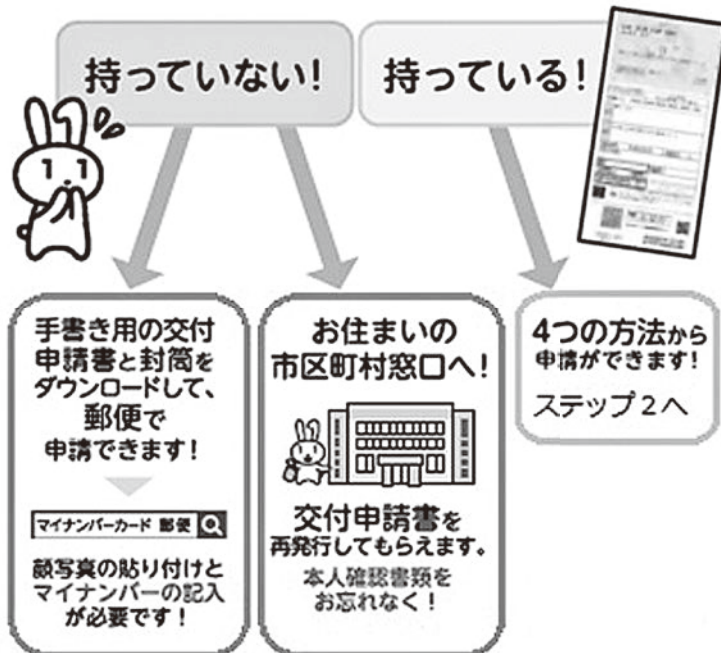 持っていない!
持っている!
手書き用の交付
申請書と封筒を
ダウンロードして、
郵便で
申請できます!
マイナンバーカード 郵便
顔写真の貼り付けと
マイナンバーの記入
が必要です!
お住まいの
市区町村窓口へ!
交付申請書を
再発行してもらえます。
本人確認書類を
お忘れなく!
4つの方法から
申請ができます!
ステップ2へ